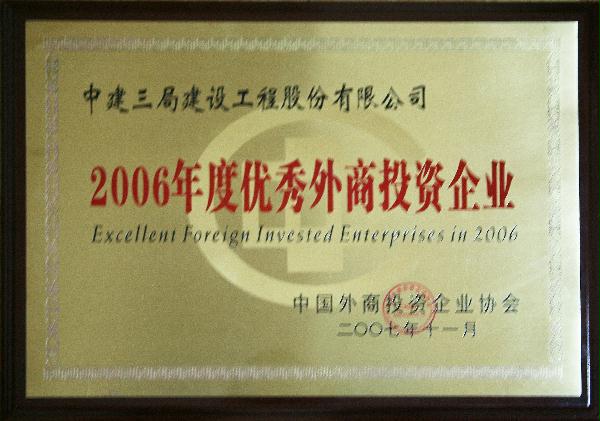 中建三局建设工程股份有限公司
2006年度优秀外商投资企业
Excellent Foreign Invested Enterprises in 2006
中国外商投资企业协会
二〇〇七年十一月